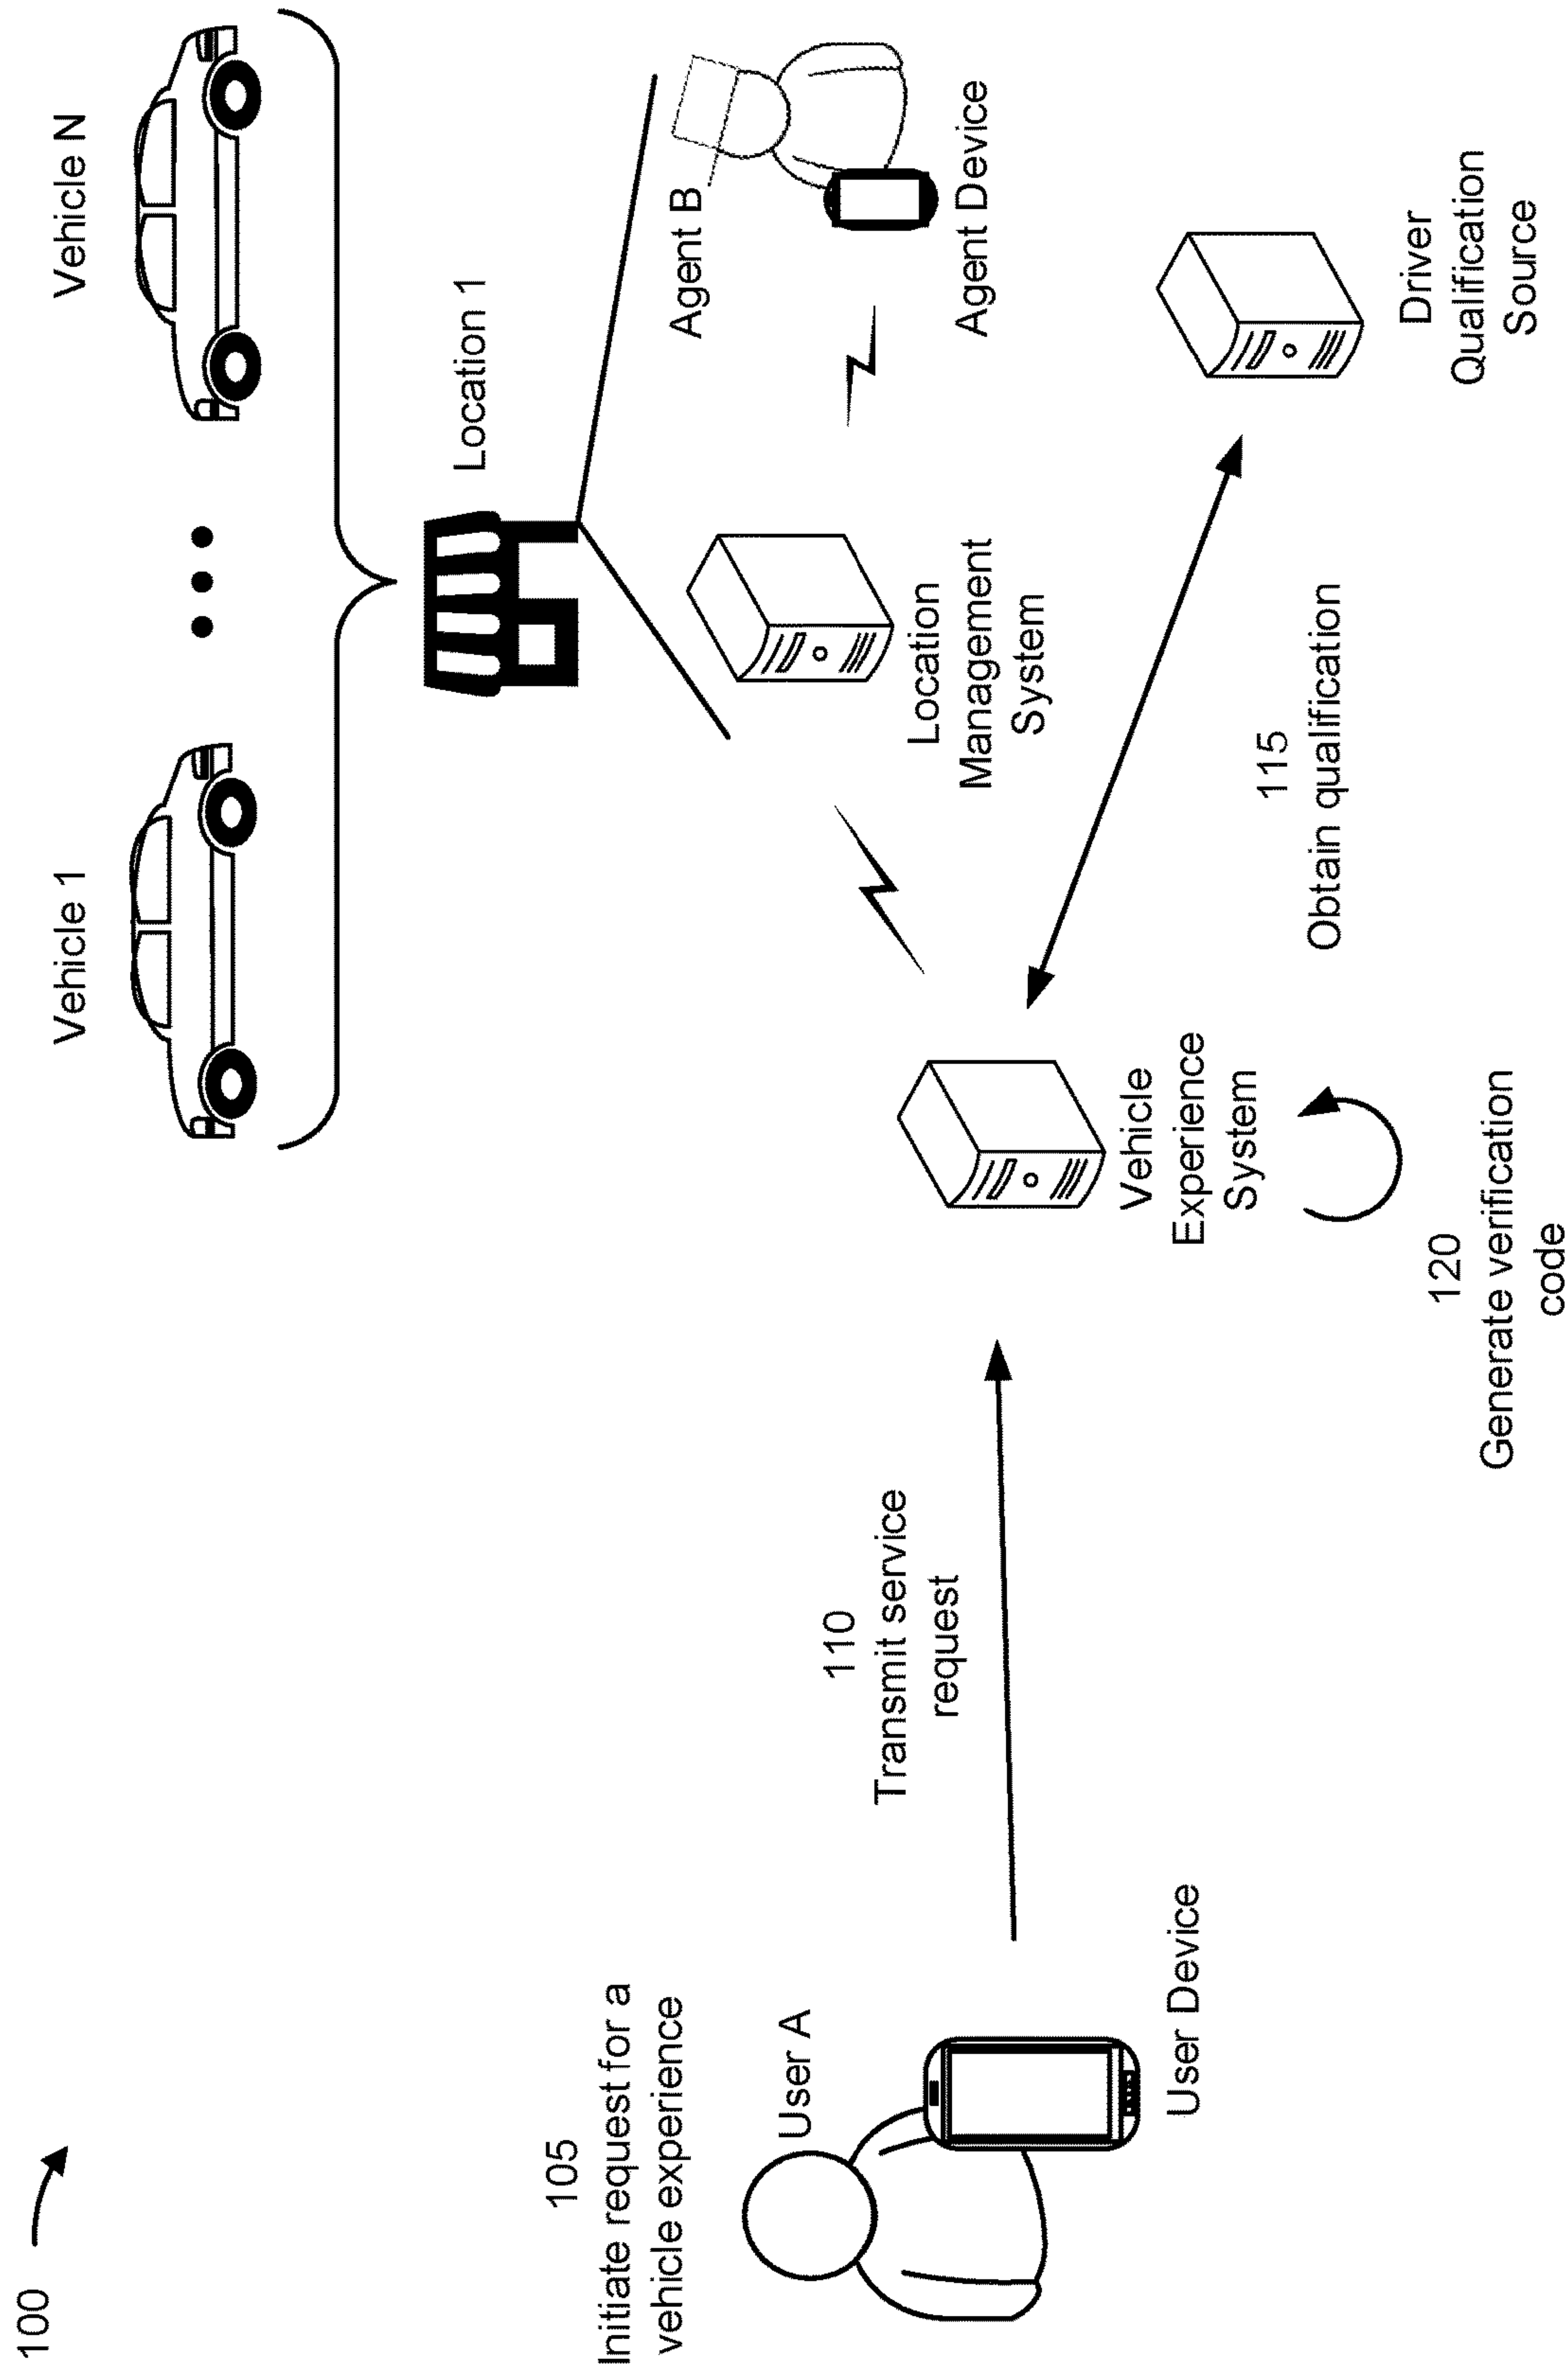 100
Vehicle 1
Vehicle N
Location 1
105
Initiate request for a
vehicle experience
User A
User Device
110
Transmit service
request
Agent B
Agent Device
Location
Management
System
Vehicle
Experience
System
115
Obtain qualification
Driver
Qualification
Source
120
Generate verification
code